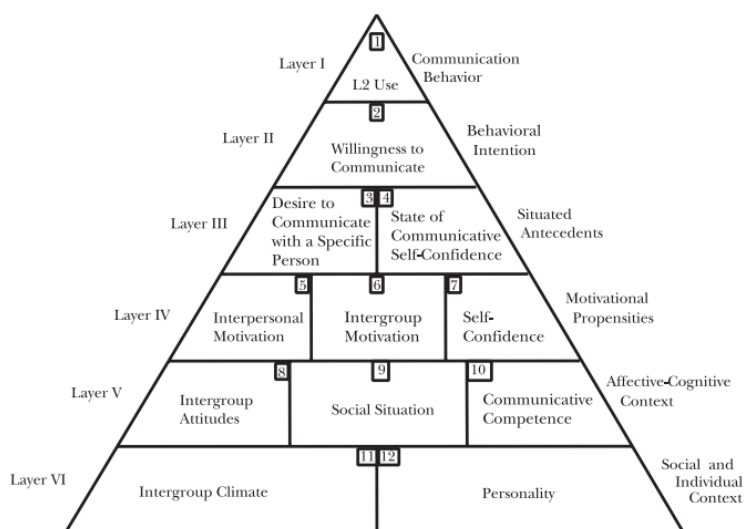 1
Layer I
Communication
Behavior
L2 Use
2
Layer II
Behavioral
Intention
Willingness to
Communicate
3 4
Layer III
Desire to
Communicate
with a Specific
Person
State of
Communicative
Self-Confidence
Situated
Antecedents
5 6 7
Layer IV
Interpersonal
Motivation
Intergroup
Motivation
Self-
Confidence
Motivational
Propensities
8 9 10
Layer V
Intergroup
Attitudes
Social Situation
Communicative
Competence
Affective-Cognitive
Context
11 12
Layer VI
Intergroup Climate
Personality
Social and
Individual
Context